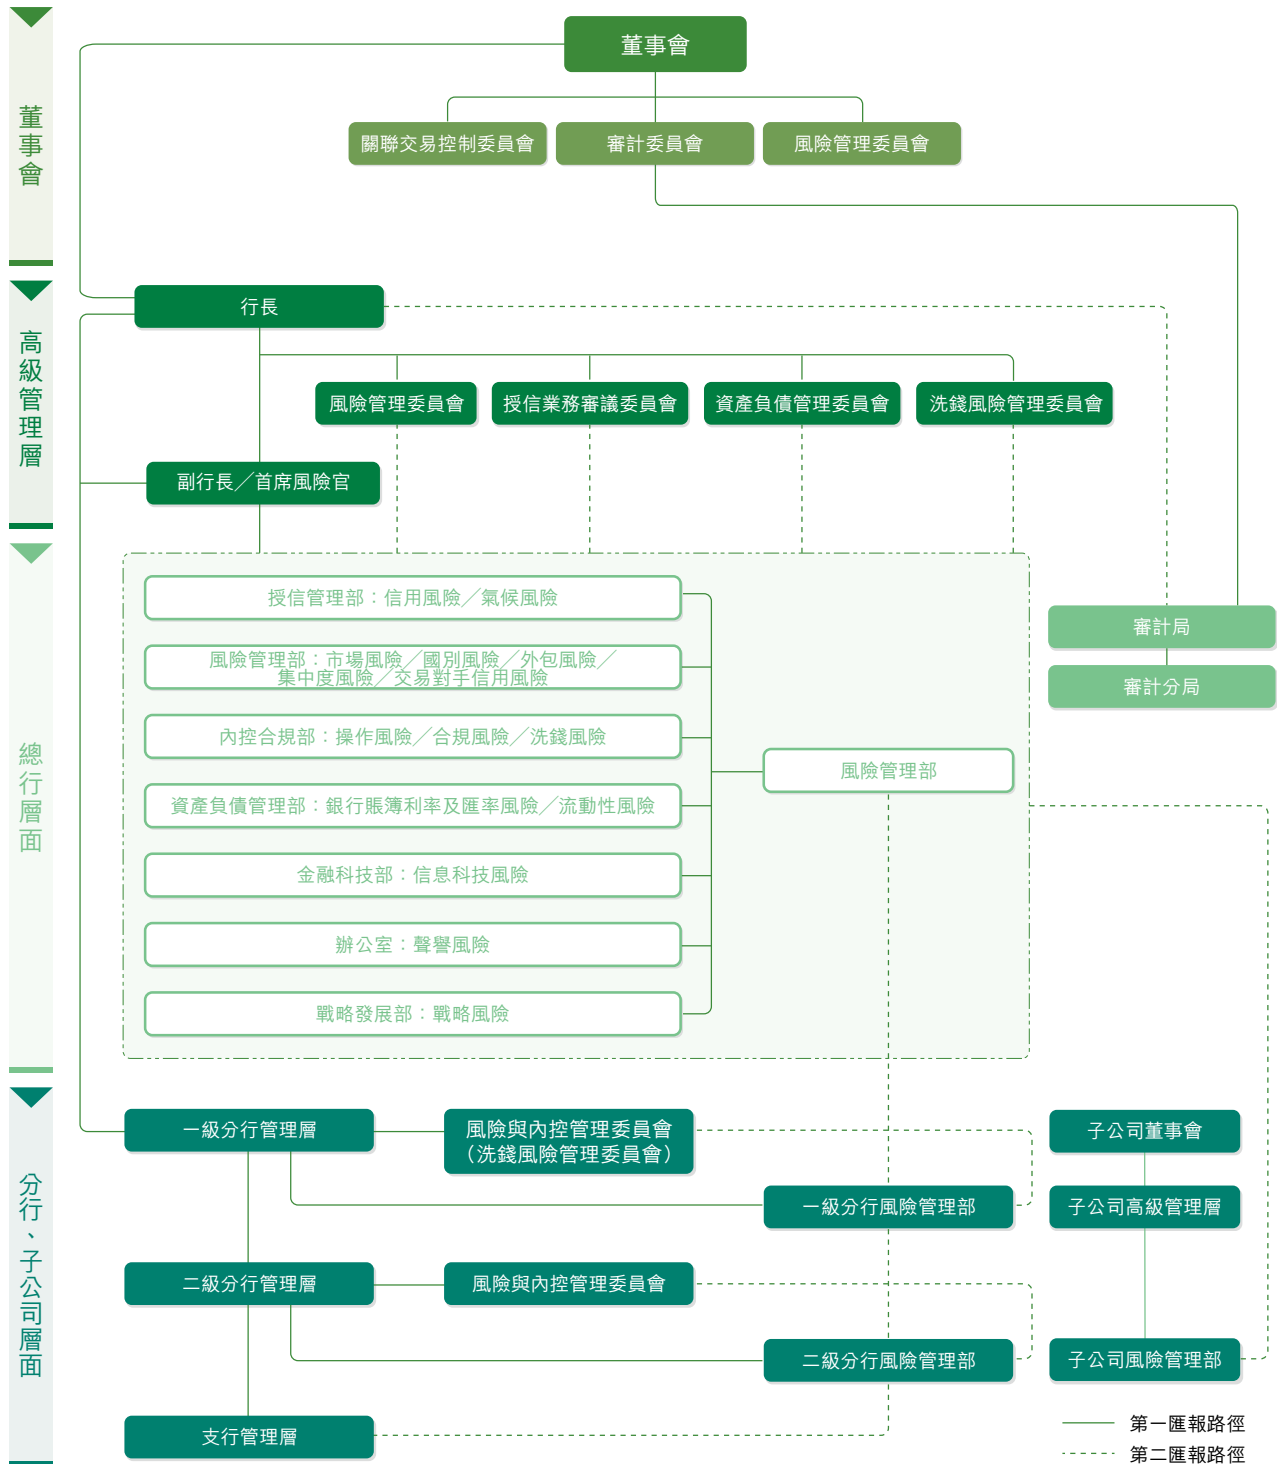 董事會
董事會
關聯交易控制委員會
審計委員會
風險管理委員會
高級管理層
行長
風險管理委員會
授信業務審議委員會
資產負債管理委員會
洗錢風險管理委員會
副行長╱首席風險官
總行層面
授信管理部：信用風險╱氣候風險
風險管理部：市場風險╱國別風險╱外包風險╱
集中度風險╱交易對手信用風險
內控合規部：操作風險╱合規風險╱洗錢風險
資產負債管理部：銀行賬簿利率及匯率風險╱流動性風險
金融科技部：信息科技風險
辦公室：聲譽風險
戰略發展部：戰略風險
風險管理部
審計局
審計分局
分行、子公司層面
一級分行管理層
風險與內控管理委員會
（洗錢風險管理委員會）
子公司董事會
一級分行風險管理部
子公司高級管理層
二級分行管理層
風險與內控管理委員會
二級分行風險管理部
子公司風險管理部
支行管理層
第一匯報路徑
第二匯報路徑